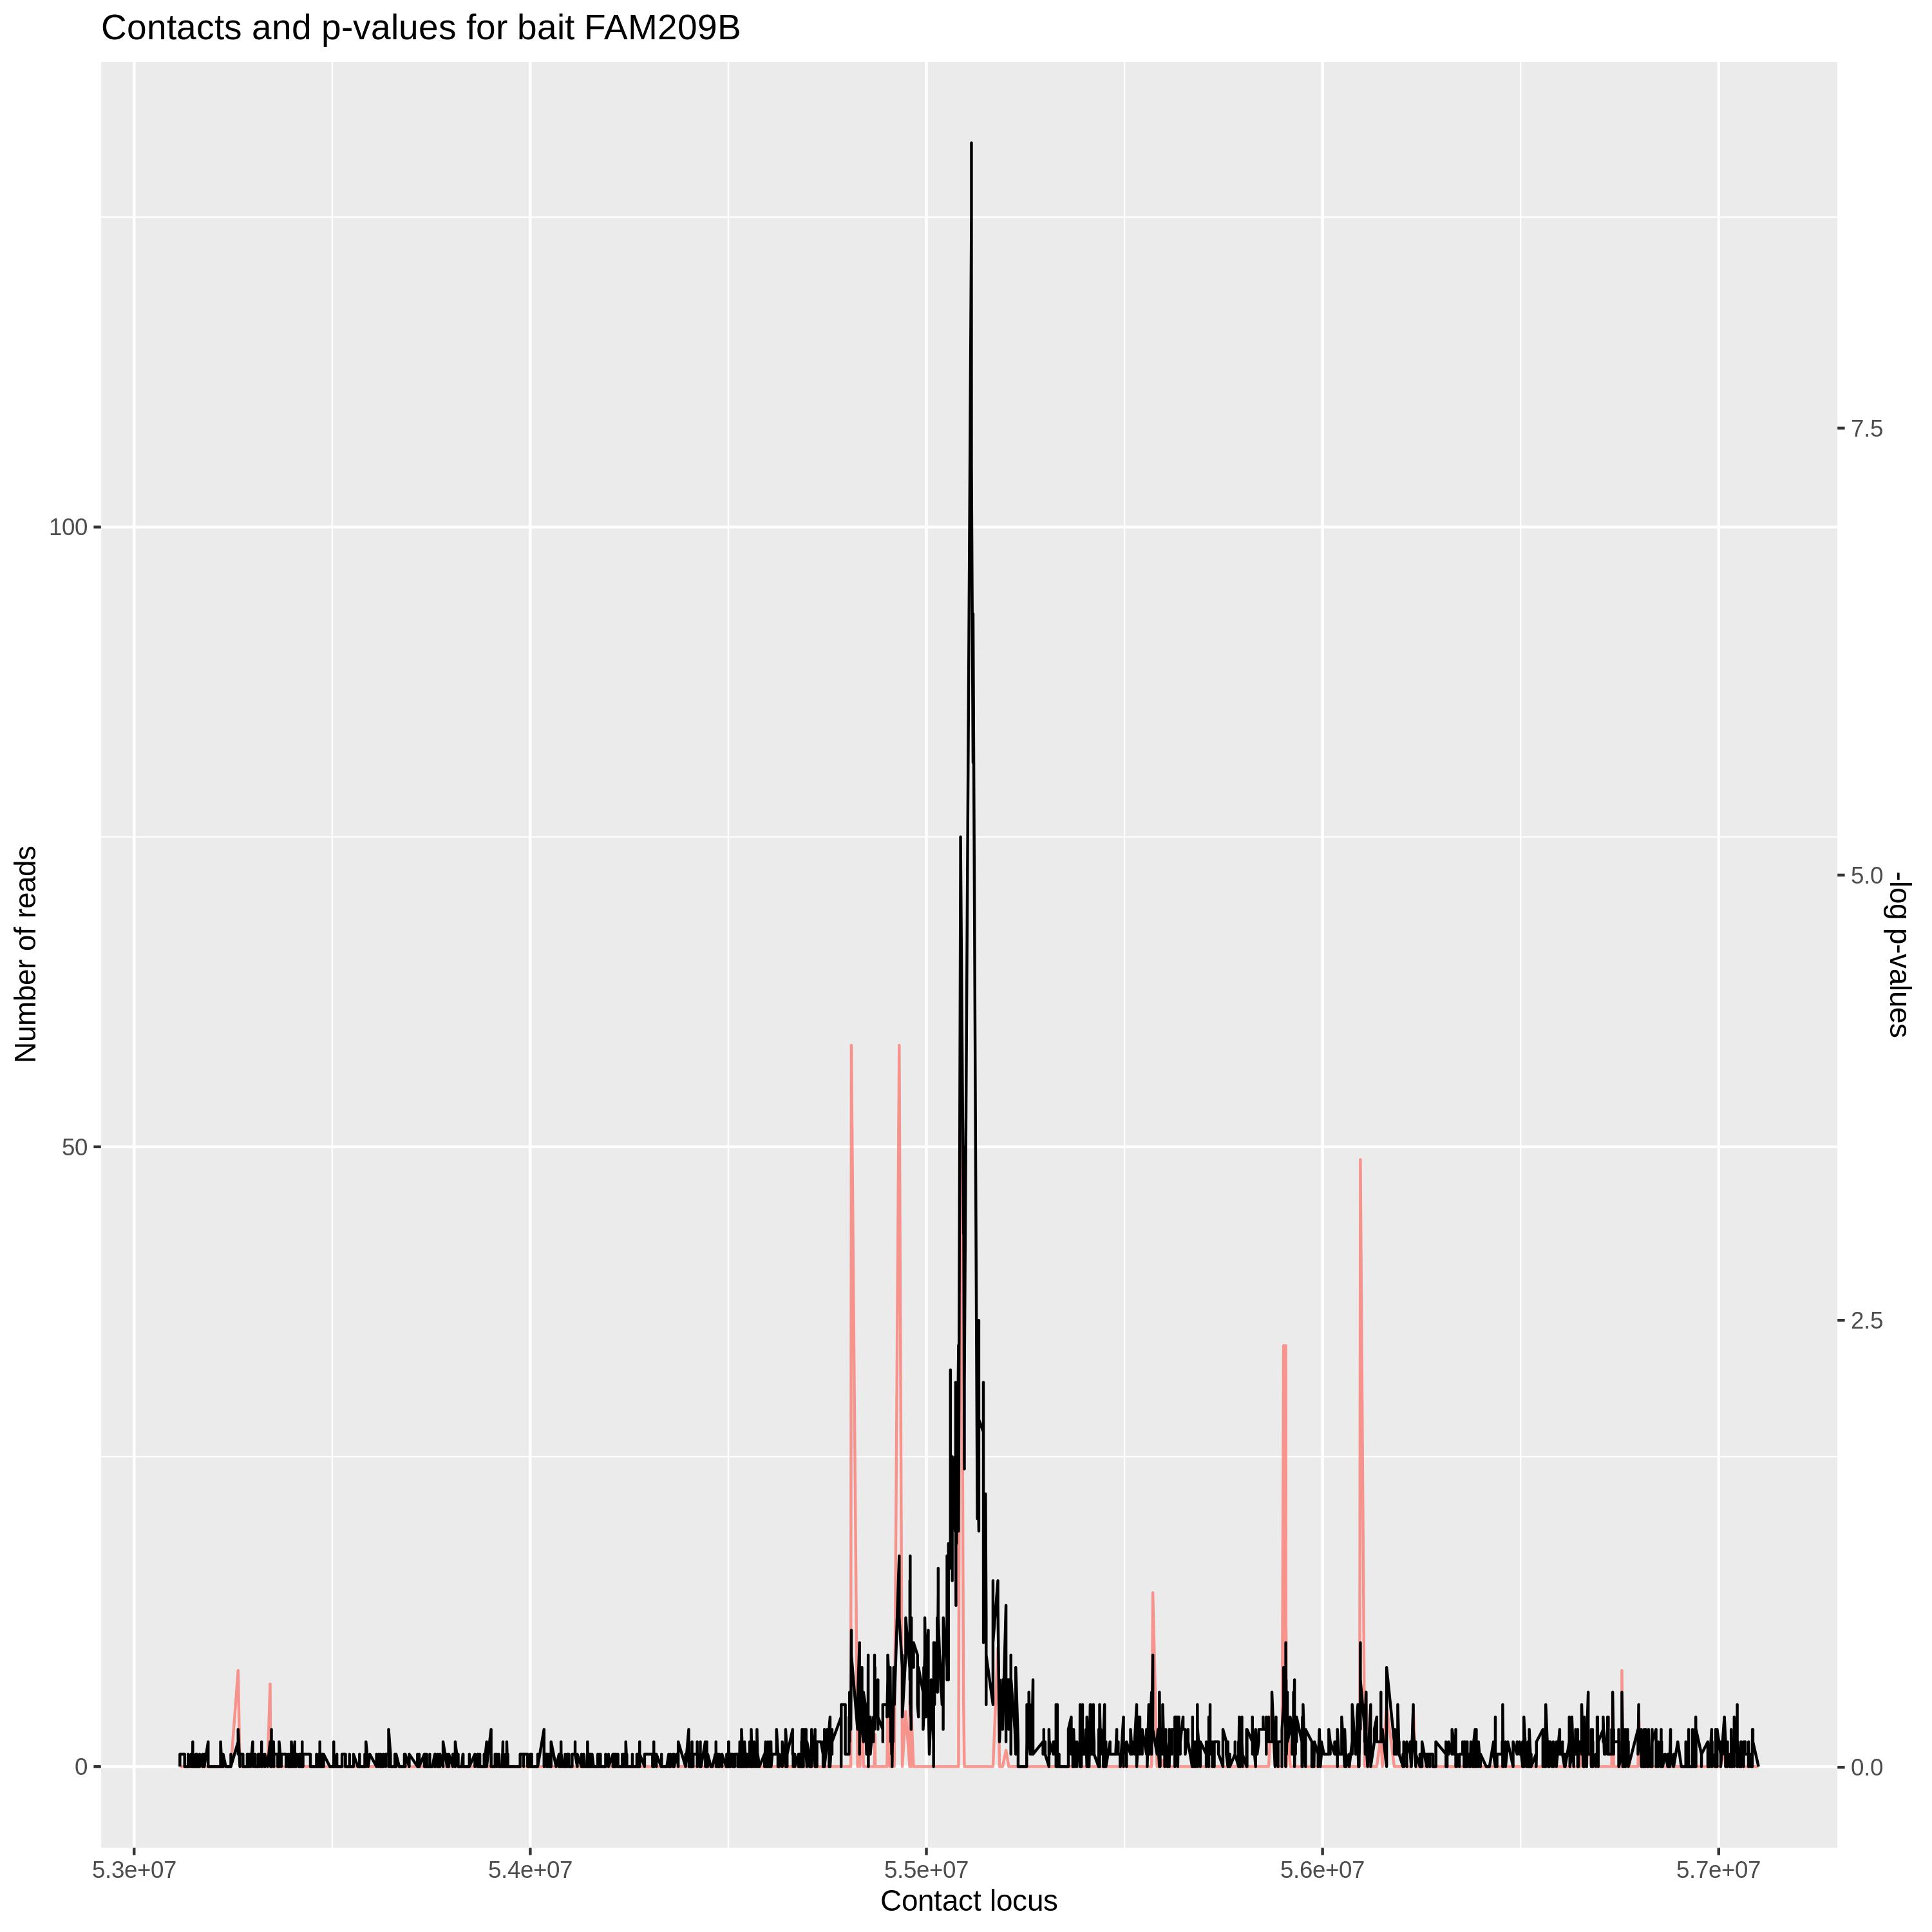 Contacts and p-values for bait FAM209B
Number of reads
100
50
0
7.5
5.0
2.5
0.0
-log p-values
5.3e+07 5.4e+07 5.5e+07 5.6e+07 5.7e+07
Contact locus